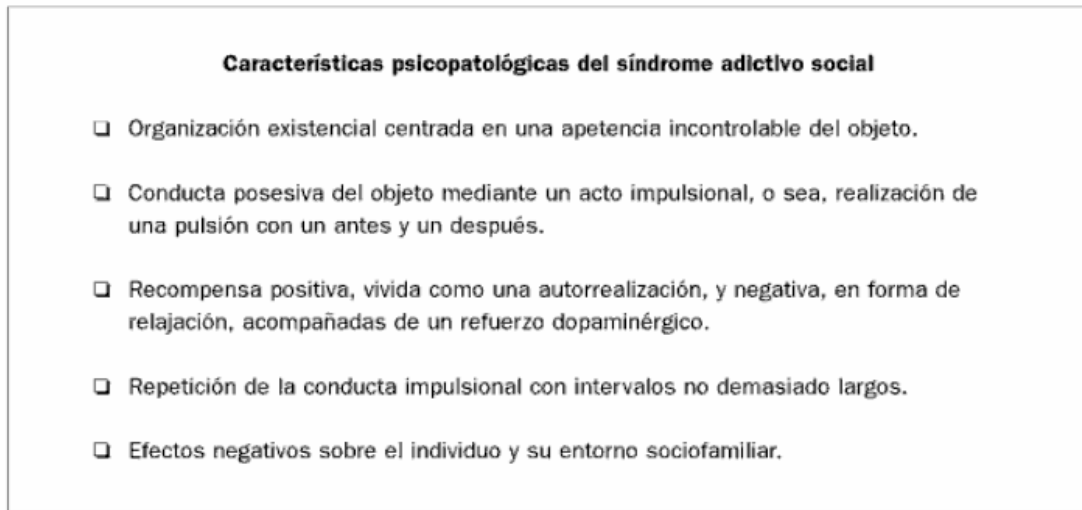 Características psicopatológicas del síndrome adictivo social
❑ Organización existencial centrada en una apetencia incontrolable del objeto.
❑ Conducta posesiva del objeto mediante un acto impulsional, o sea, realización de
una pulsión con un antes y un después.
❑ Recompensa positiva, vivida como una autorrealización, y negativa, en forma de
relajación, acompañadas de un refuerzo dopaminérgico.
❑ Repetición de la conducta impulsional con intervalos no demasiado largos.
❑ Efectos negativos sobre el individuo y su entorno sociofamiliar.